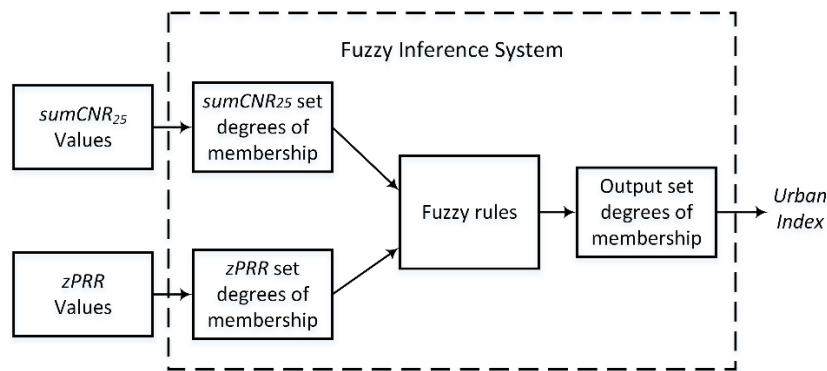 Fuzzy Inference System
sumCNR25
Values
sumCNR25 set
degrees of
membership
zPRR
Values
zPRR set
degrees of
membership
Fuzzy rules
Output set
degrees of
membership
Urban
Index